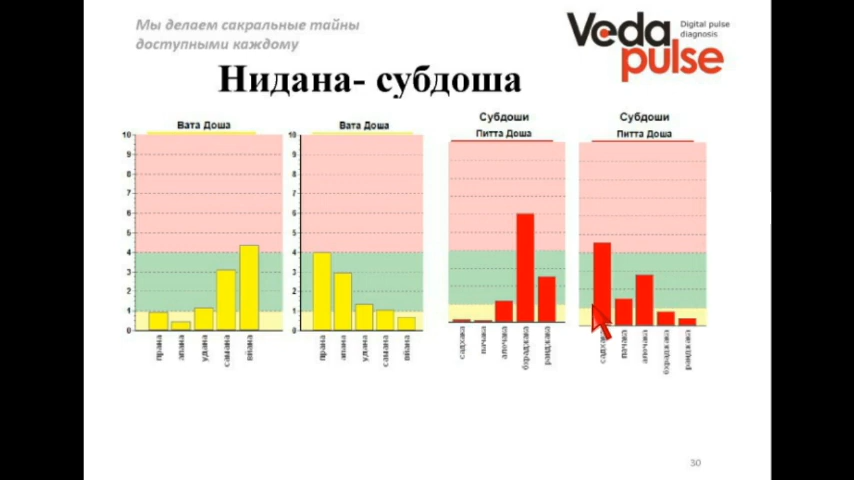 Мы делаем сакральные тайны
доступными каждому
Veda pulse
Digital pulse
diagnosis
Нидана- субдоша
Вата Доша
10
9
8
7
6
5
4
3
2
1
0
прана
апана
удана
самана
вйана
Вата Доша
10
9
8
7
6
5
4
3
2
1
0
прана
апана
удана
самана
вйана
Субдоши
Питта Доша
садхака
пачака
алочака
бхраджака
ранджака
Субдоши
Питта Доша
пачака
алочака
бхраджака
ранджака
30